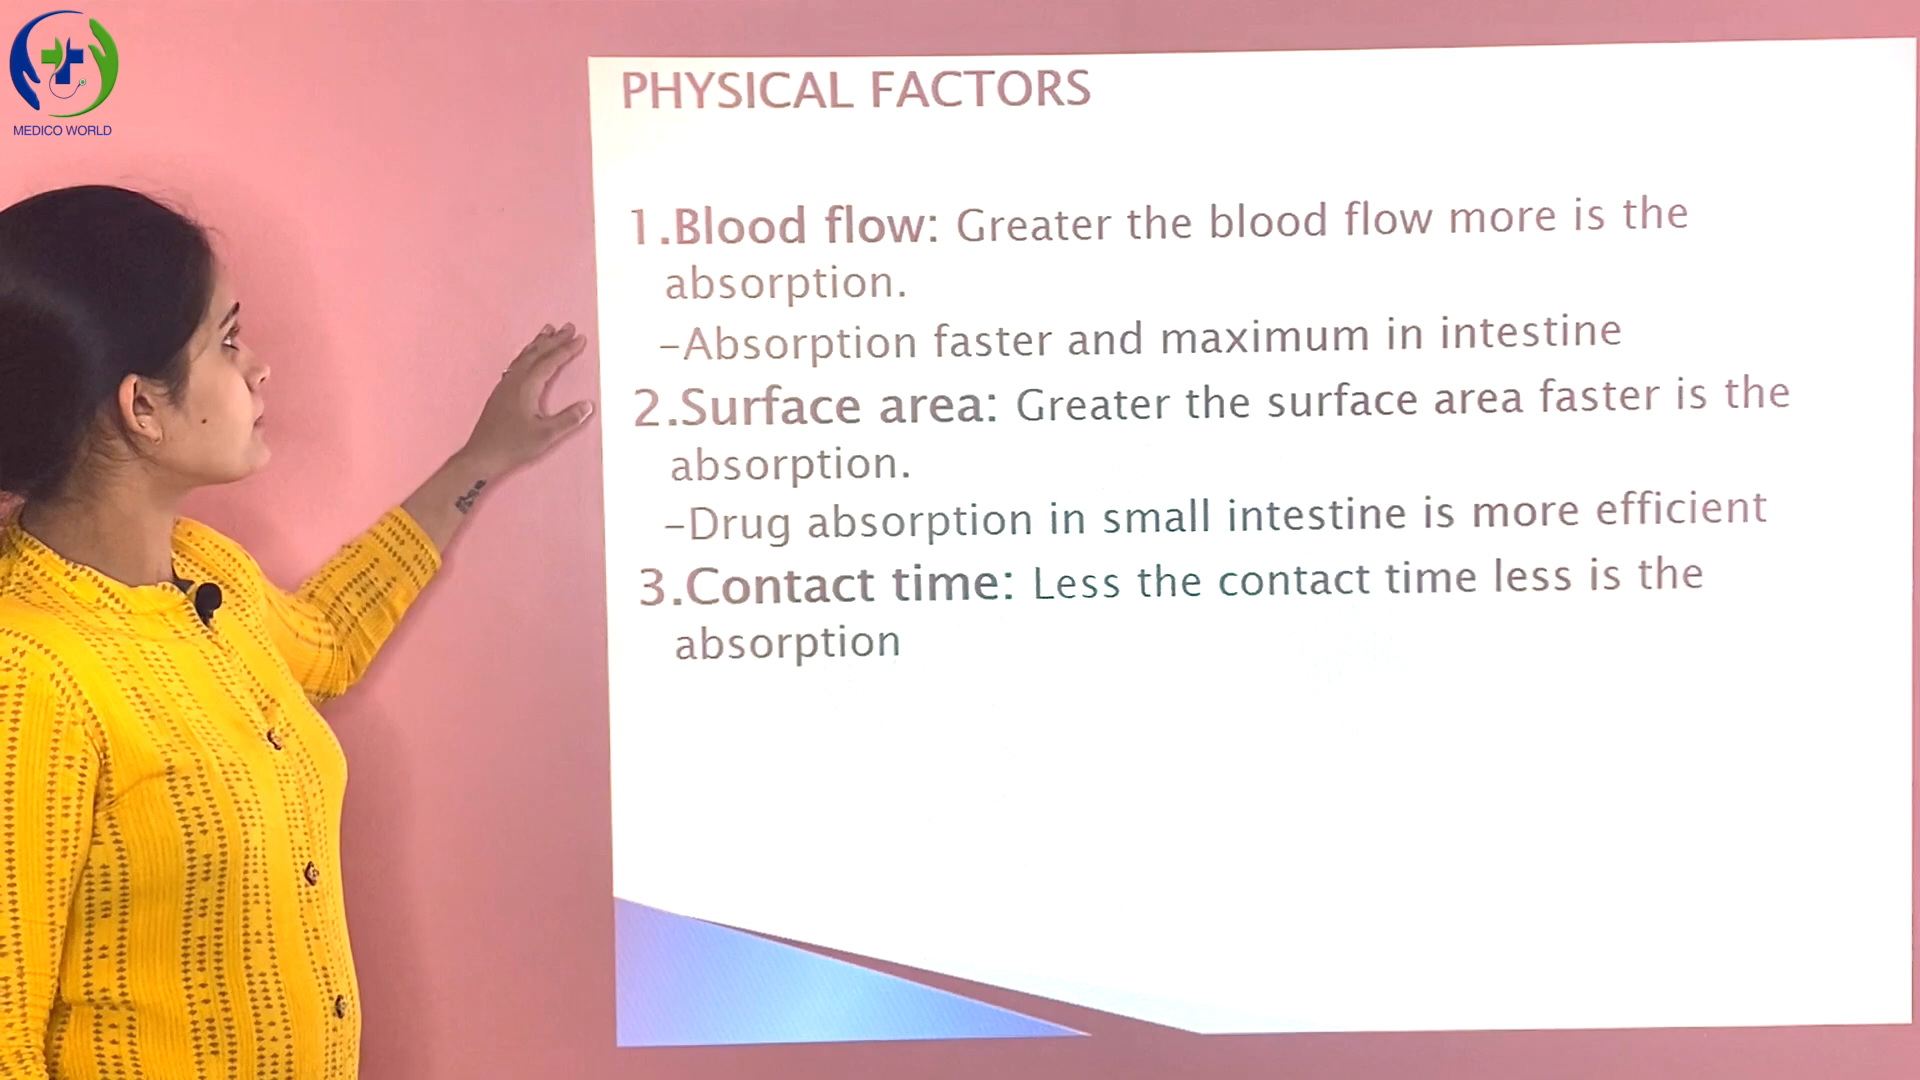 MEDICO WORLD
PHYSICAL FACTORS
1.Blood flow: Greater the blood flow more is the
absorption.
-Absorption faster and maximum in intestine
2.Surface area: Greater the surface area faster is the
absorption.
-Drug absorption in small intestine is more efficient
3.Contact time: Less the contact time less is the
absorption